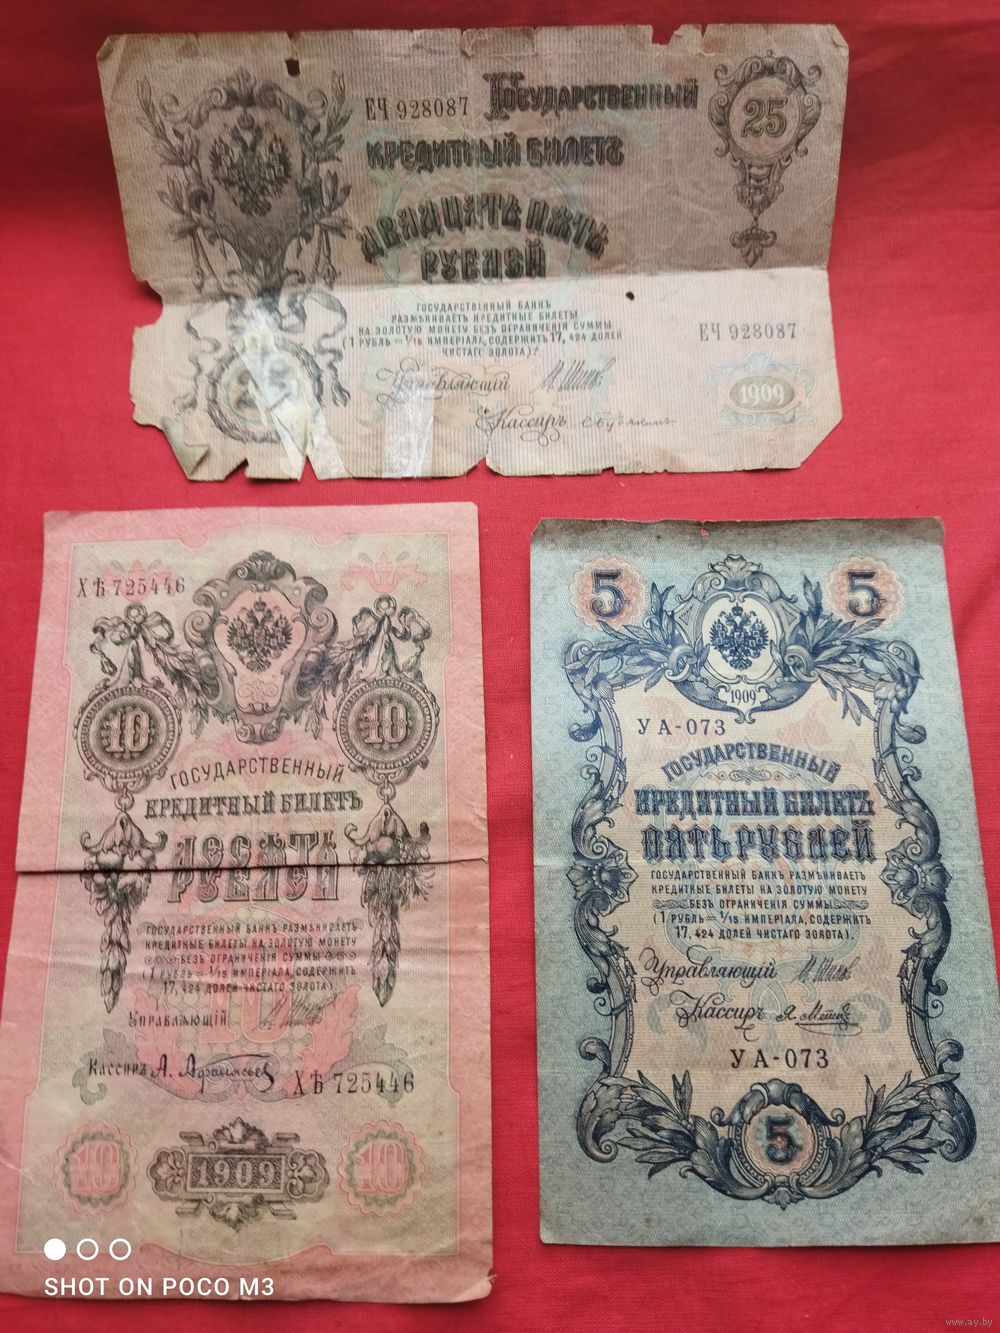 ЕЧ 928087 Государственный 25
кредитный билетъ
Двадцать пять
рублей
Государственный банкъ
размѣниваетъ кредитные билеты
на золотую монету безъ ограниченія суммы
(1 рубль = 1/15 имперіала, содержитъ 17, 424 долей
чистаго золота).
ЕЧ 928087
Управляющій
1909
Кассиръ
ХѢ 725446
10 10
Государственный
кредитный билетъ
Десять
рублей
Государственный банкъ размѣниваетъ
кредитные билеты на золотую монету
безъ ограниченія суммы
(1 рубль = 1/15 имперіала, содержитъ
17, 424 долей чистаго золота)
Управляющій
Кассиръ А. Афанасьев
ХѢ 725446
10 1909 10
5 5
1909
УА-073
Государственный
кредитный билетъ
пять рублей
Государственный банкъ размѣниваетъ
кредитные билеты на золотую монету
безъ ограниченія суммы
(1 рубль = 1/15 имперіала, содержитъ
17, 424 долей чистаго золота).
Управляющій
Кассиръ
УА-073
5
SHOT ON POCO M3
www.ay.by